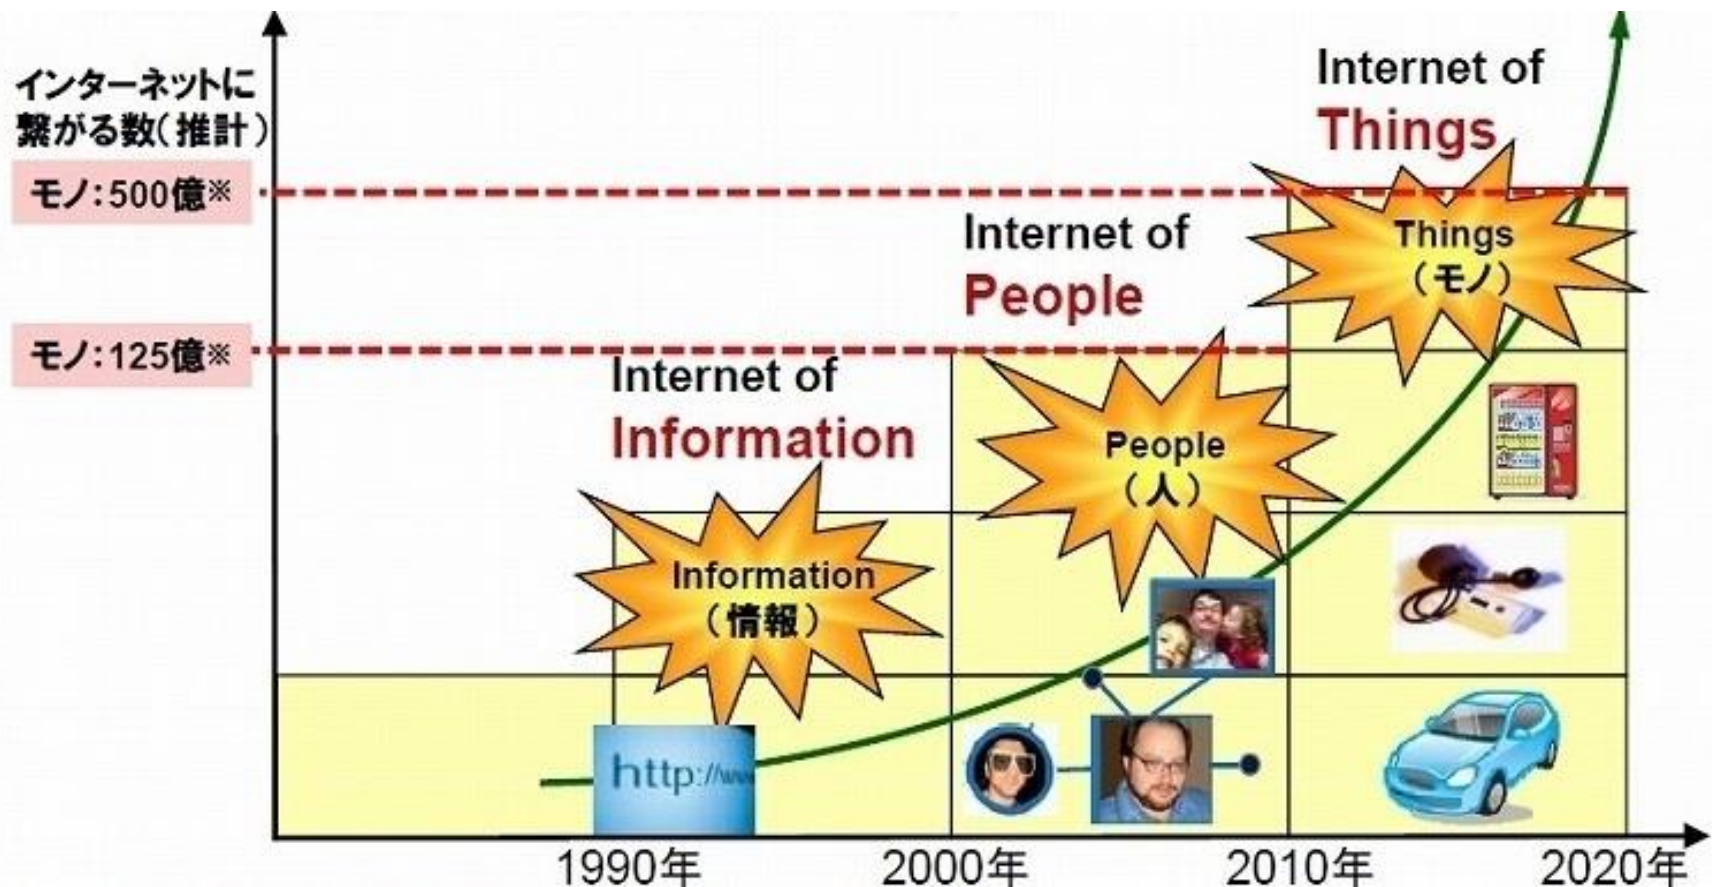 インターネットに
繋がる数(推計)
モノ:500億※
モノ:125億※
Internet of
Things
Things
(モノ)
Internet of
People
People
(人)
Internet of
Information
Information
(情報)
http://www
1990年
2000年
2010年
2020年